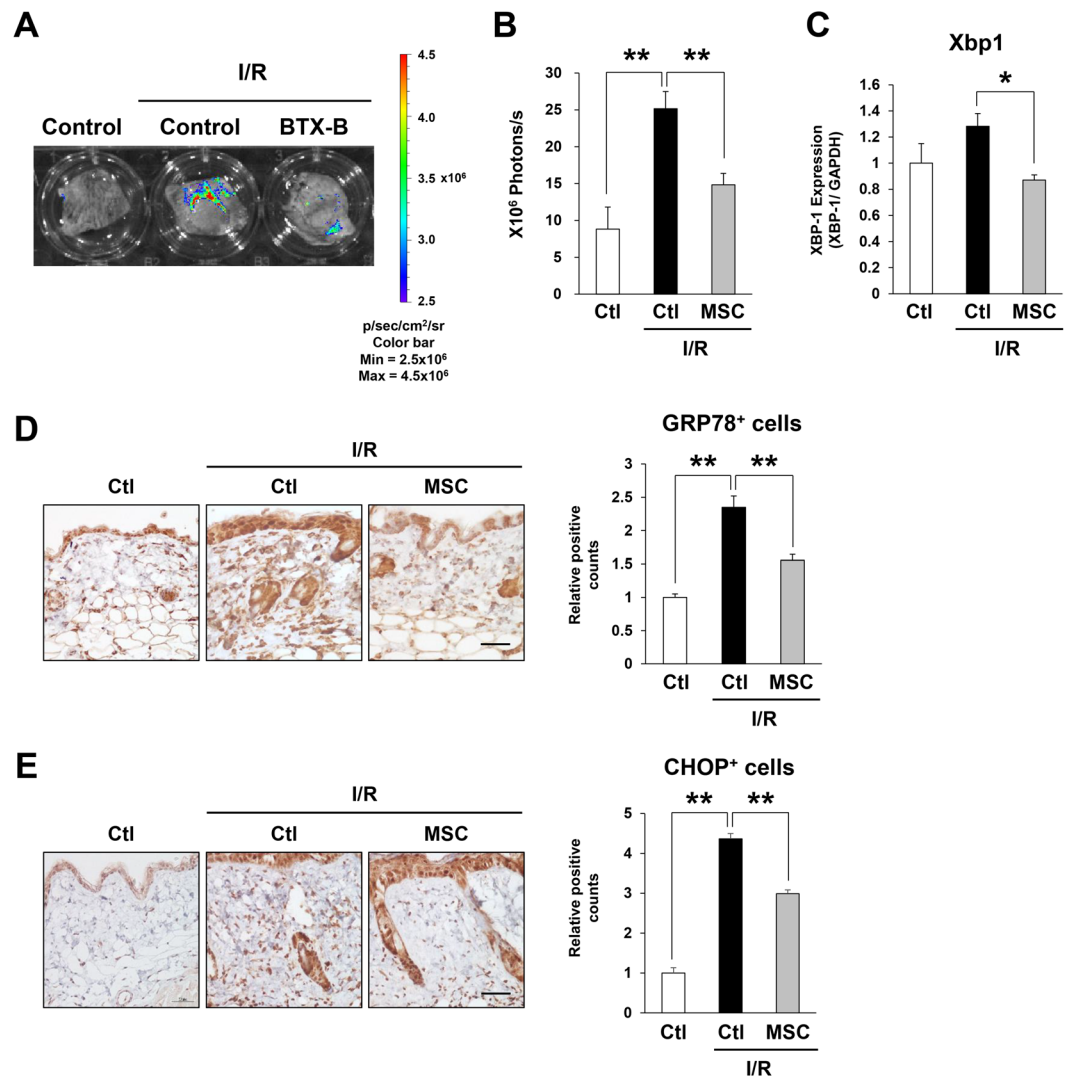 A
I/R
Control
Control
BTX-B
4.5
4.0
3.5
x10⁶
3.0
2.5
p/sec/cm²/sr
Color bar
Min = 2.5x10⁶
Max = 4.5x10⁶
B
X10⁶ Photons/s
30
25
20
15
10
5
0
**
**
Ctl
Ctl
MSC
I/R
C
Xbp1
XBP-1 Expression
(XBP-1/ GAPDH)
1.6
1.4
1.2
1
0.8
0.6
0.4
0.2
0
*
Ctl
Ctl
MSC
I/R
D
I/R
Ctl
Ctl
MSC
GRP78⁺ cells
Relative positive
counts
3
2.5
2
1.5
1
0.5
0
**
**
Ctl
Ctl
MSC
I/R
E
I/R
Ctl
Ctl
MSC
CHOP⁺ cells
Relative positive
counts
5
4
3
2
1
0
**
**
Ctl
Ctl
MSC
I/R